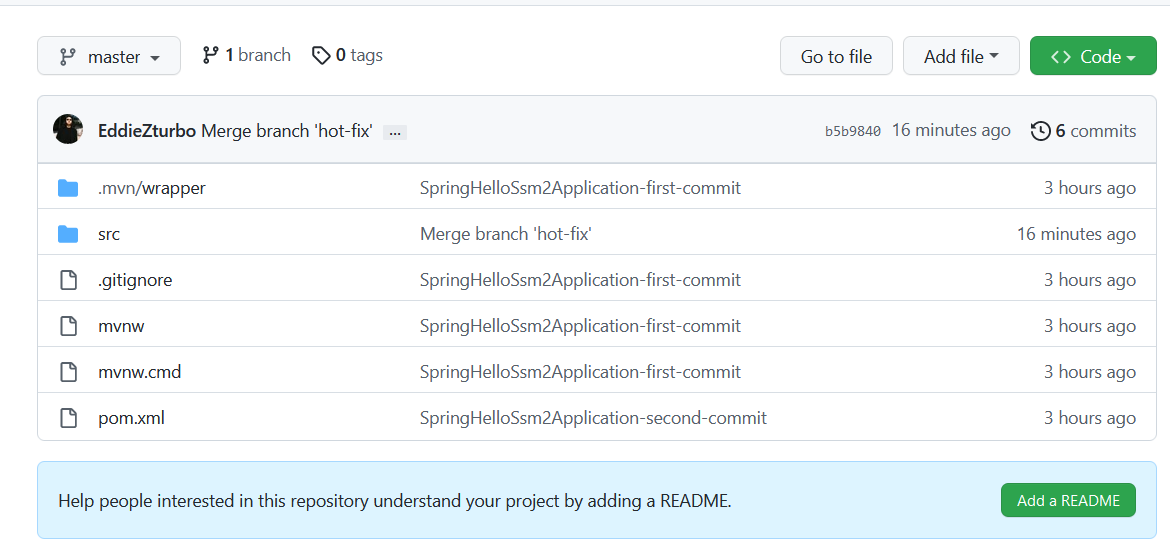 master 1 branch 0 tags Go to file Add file Code
EddieZturbo Merge branch 'hot-fix' ... b5b9840 16 minutes ago 6 commits
.mvn/wrapper SpringHelloSsm2Application-first-commit 3 hours ago
src Merge branch 'hot-fix' 16 minutes ago
.gitignore SpringHelloSsm2Application-first-commit 3 hours ago
mvnw SpringHelloSsm2Application-first-commit 3 hours ago
mvnw.cmd SpringHelloSsm2Application-first-commit 3 hours ago
pom.xml SpringHelloSsm2Application-second-commit 3 hours ago
Help people interested in this repository understand your project by adding a README. Add a README